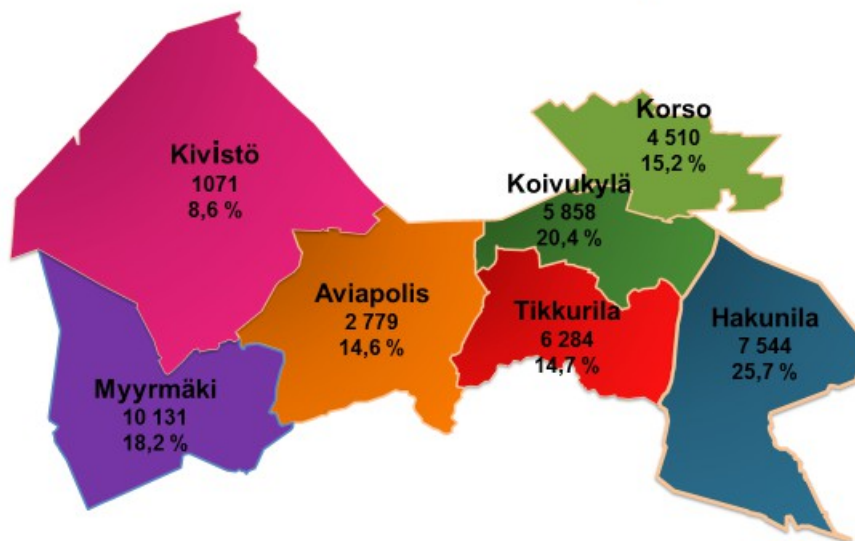 Kivistö
1071
8,6 %
Korso
4 510
15,2 %
Koivukylä
5 858
20,4 %
Aviapolis
2 779
14,6 %
Tikkurila
6 284
14,7 %
Hakunila
7 544
25,7 %
Myyrmäki
10 131
18,2 %